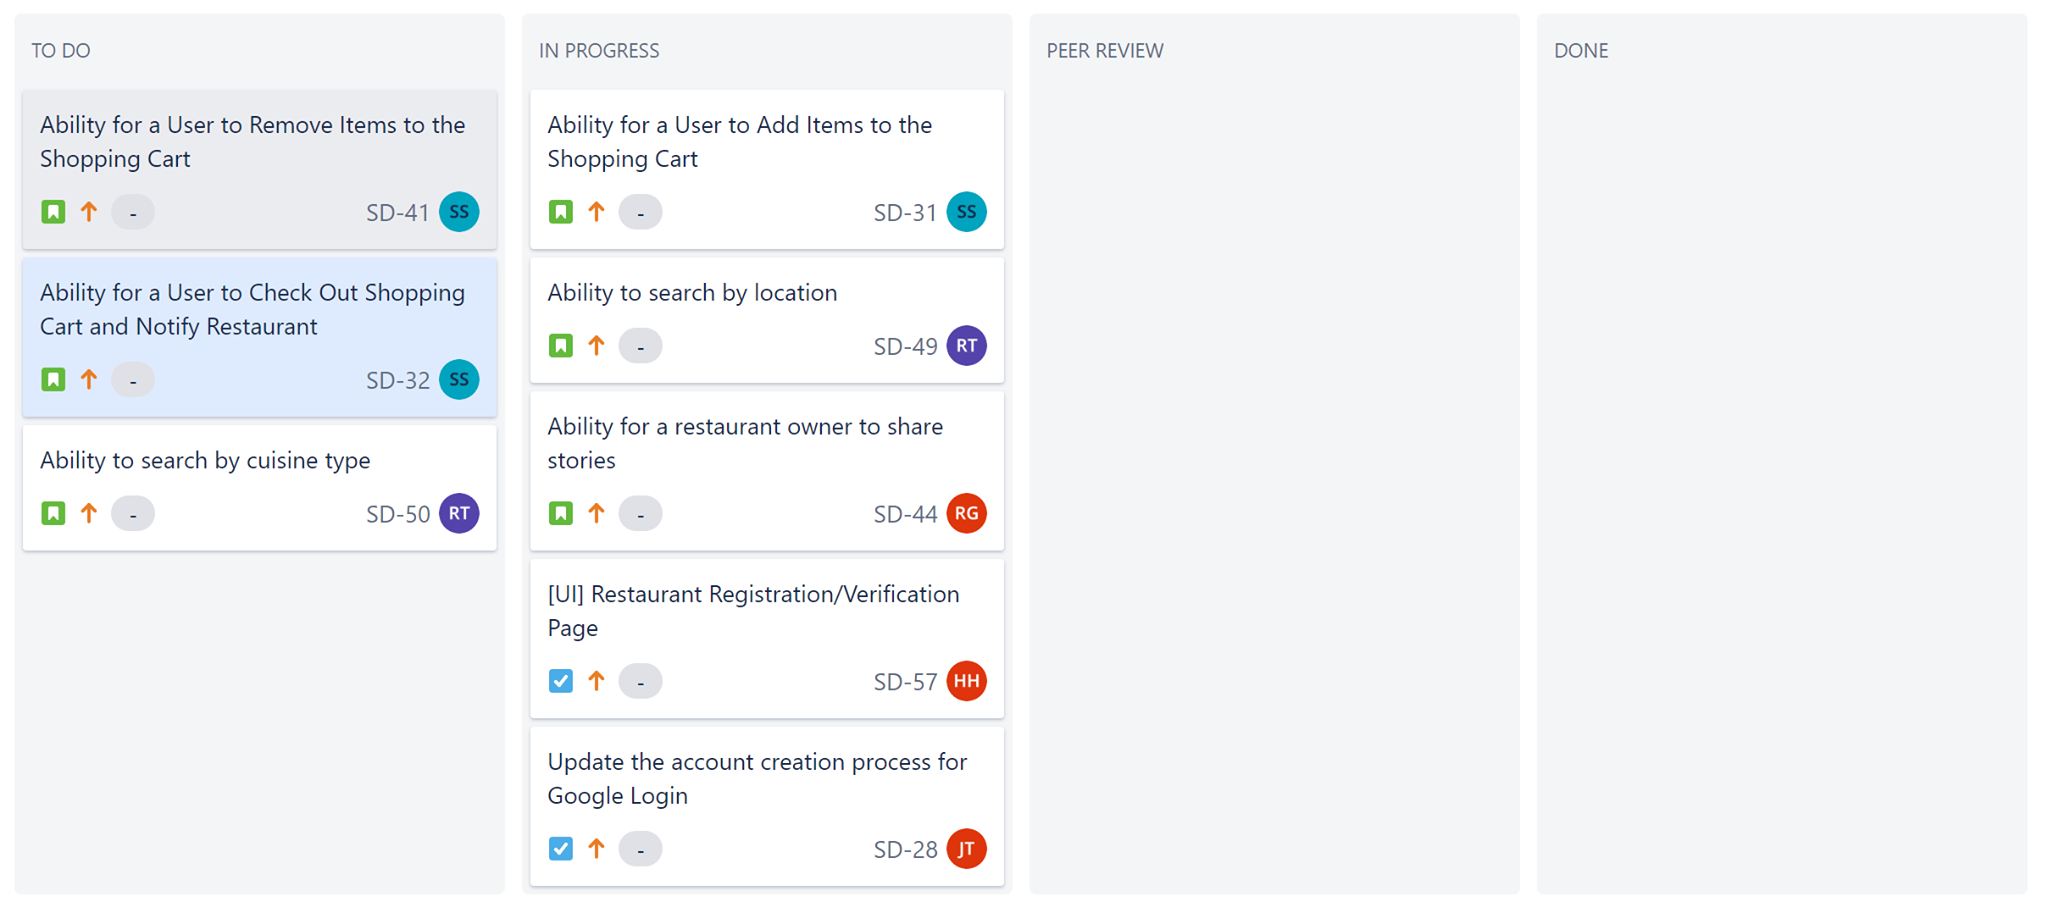 TO DO
Ability for a User to Remove Items to the
Shopping Cart
-
SD-41 SS
Ability for a User to Check Out Shopping
Cart and Notify Restaurant
-
SD-32 SS
Ability to search by cuisine type
-
SD-50 RT
IN PROGRESS
Ability for a User to Add Items to the
Shopping Cart
-
SD-31 SS
Ability to search by location
-
SD-49 RT
Ability for a restaurant owner to share
stories
-
SD-44 RG
[UI] Restaurant Registration/Verification
Page
-
SD-57 HH
Update the account creation process for
Google Login
-
SD-28 JT
PEER REVIEW
DONE